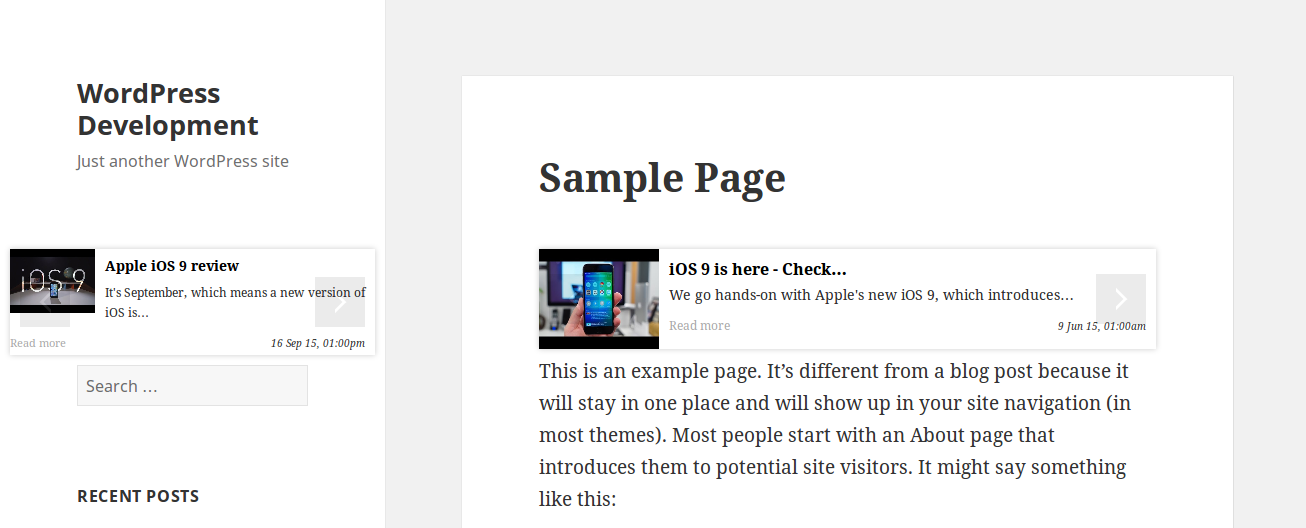 WordPress
Development
Just another WordPress site
iOS 9
Apple iOS 9 review
It's September, which means a new version of
iOS is...
Read more
16 Sep 15, 01:00pm
Search …
RECENT POSTS
Sample Page
iOS 9 is here - Check...
We go hands-on with Apple's new iOS 9, which introduces...
Read more
9 Jun 15, 01:00am
This is an example page. It’s different from a blog post because it
will stay in one place and will show up in your site navigation (in
most themes). Most people start with an About page that
introduces them to potential site visitors. It might say something
like this: